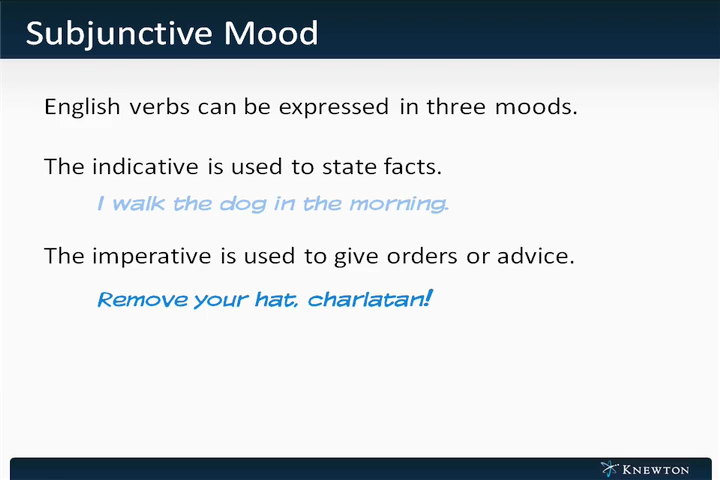 Subjunctive Mood
English verbs can be expressed in three moods.
The indicative is used to state facts.
I walk the dog in the morning.
The imperative is used to give orders or advice.
Remove your hat, charlatan!
KNEWTON